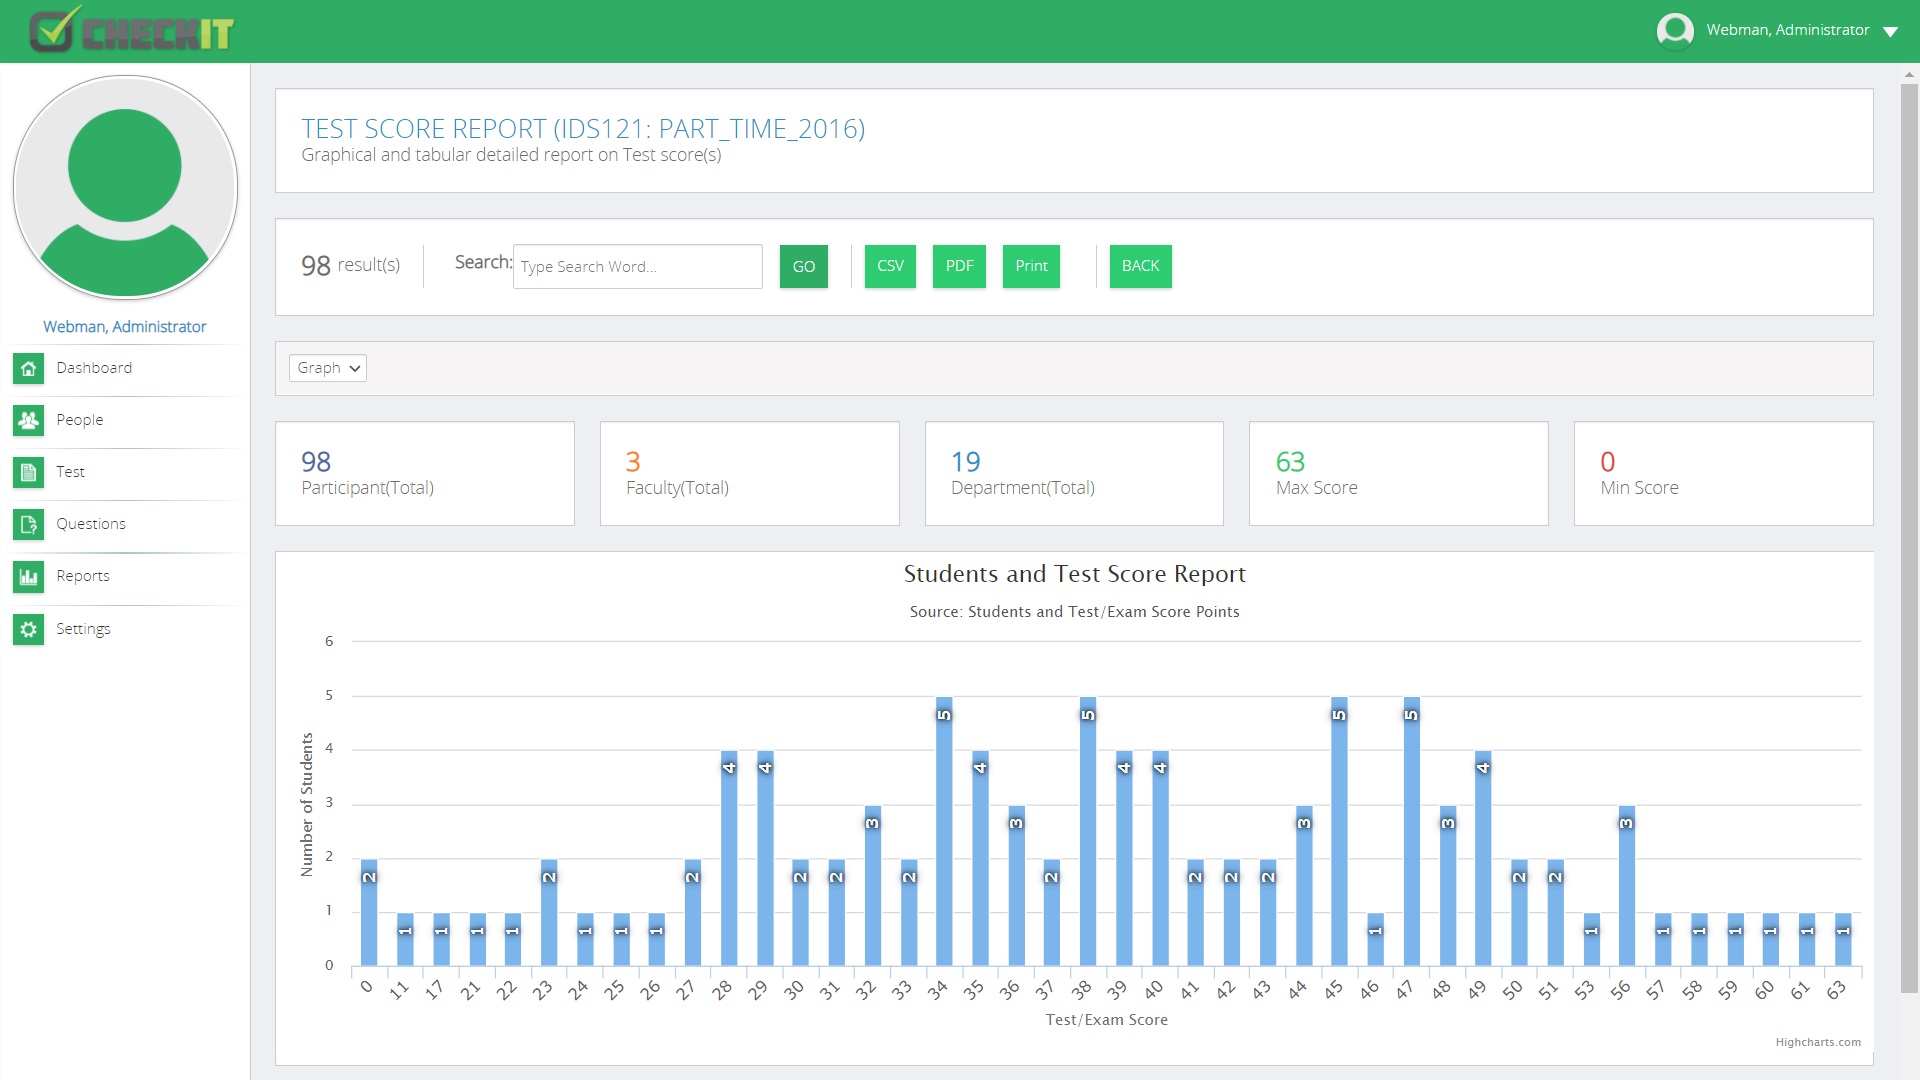 CHECKIT
Webman, Administrator
Webman, Administrator
Dashboard
People
Test
Questions
Reports
Settings
TEST SCORE REPORT (IDS121: PART_TIME_2016)
Graphical and tabular detailed report on Test score(s)
98 result(s) Search: Type Search Word... GO CSV PDF Print BACK
Graph
98
Participant(Total)
3
Faculty(Total)
19
Department(Total)
63
Max Score
0
Min Score
Students and Test Score Report
Source: Students and Test/Exam Score Points
Number of Students
6
5
4
3
2
1
0
2 1 1 1 1 2 1 1 1 2 4 4 2 2 3 2 5 4 3 2 5 4 4 2 2 2 3 5 1 5 3 4 2 2 1 3 1 1 1 1 1 1
0 11 17 21 22 23 24 25 26 27 28 29 30 31 32 33 34 35 36 37 38 39 40 41 42 43 44 45 46 47 48 49 50 51 53 56 57 58 59 60 61 63
Test/Exam Score
Highcharts.com